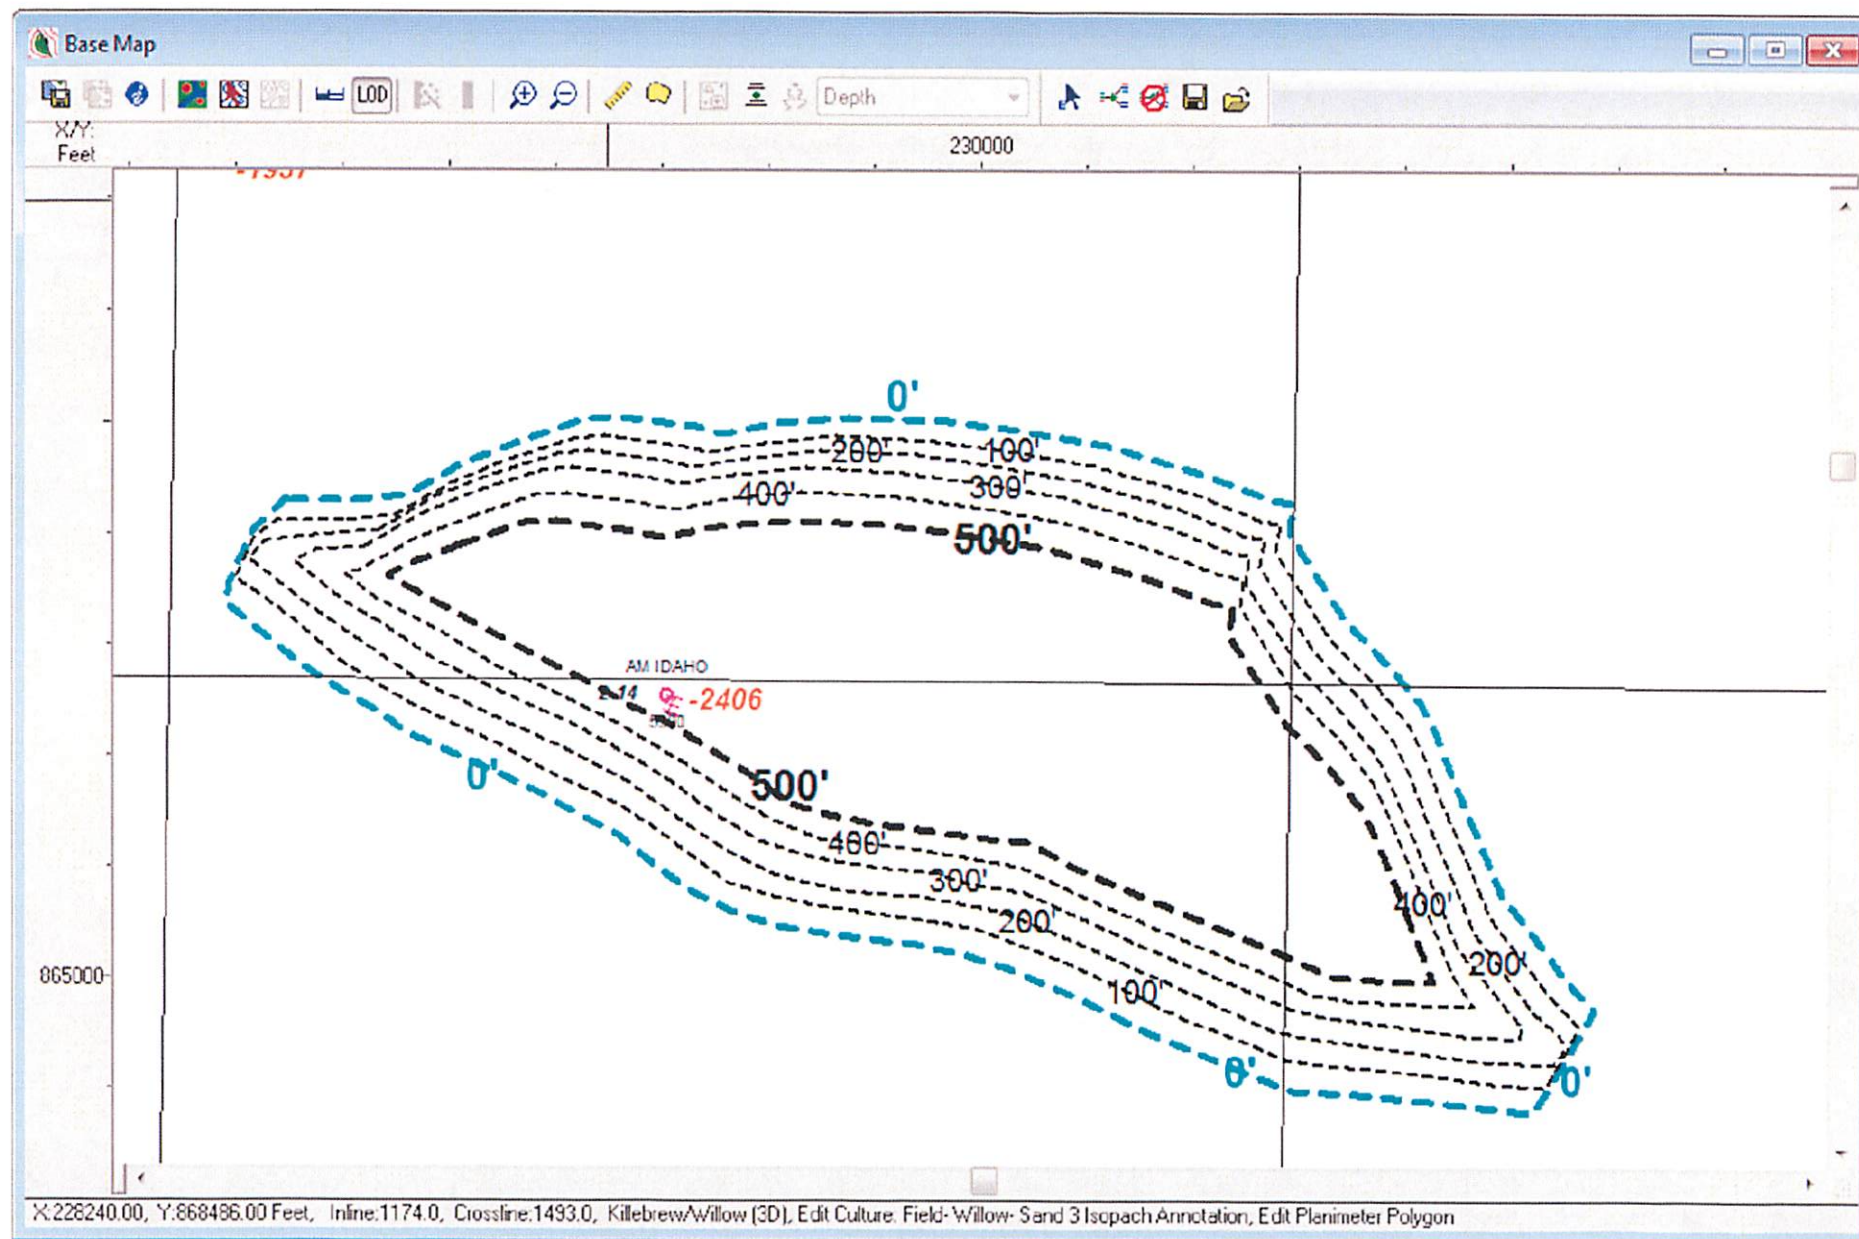 Base Map
LOD
Depth
X/Y:
Feet
230000
-1957
0'
200' 100'
400' 300'
500'
AM IDAHO
-2406
500'
0'
400'
300'
400'
200'
200'
865000
100'
0' 0'
X:228240.00, Y:868486.00 Feet, Inline:1174.0, Crossline:1493.0, Killebrew/Willow (3D), Edit Culture: Field- Willow- Sand 3 Isopach Annotation, Edit Planimeter Polygon